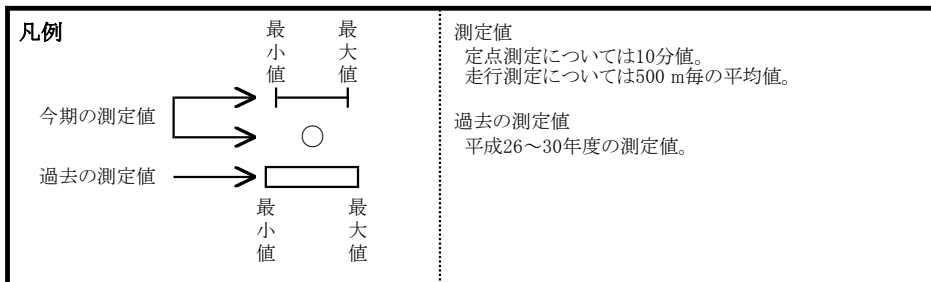 凡例
最小値
最大値
今期の測定値
過去の測定値
最小値
最大値
測定値
定点測定については10分値。
走行測定については500 m毎の平均値。
過去の測定値
平成26～30年度の測定値。